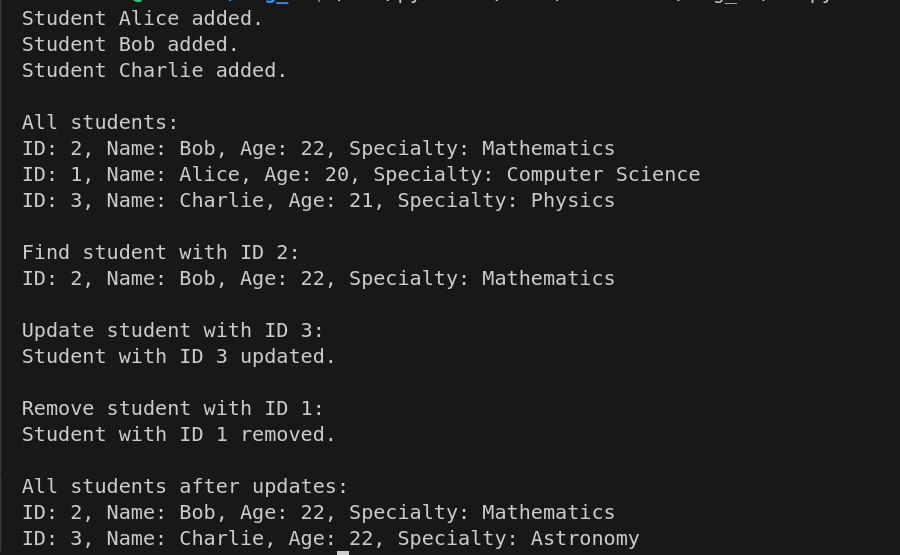 Student Alice added.
Student Bob added.
Student Charlie added.
All students:
ID: 2, Name: Bob, Age: 22, Specialty: Mathematics
ID: 1, Name: Alice, Age: 20, Specialty: Computer Science
ID: 3, Name: Charlie, Age: 21, Specialty: Physics
Find student with ID 2:
ID: 2, Name: Bob, Age: 22, Specialty: Mathematics
Update student with ID 3:
Student with ID 3 updated.
Remove student with ID 1:
Student with ID 1 removed.
All students after updates:
ID: 2, Name: Bob, Age: 22, Specialty: Mathematics
ID: 3, Name: Charlie, Age: 22, Specialty: Astronomy